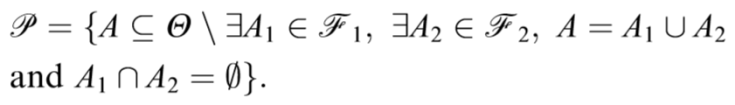 𝒫 = {A ⊆ Θ \ ∃A₁ ∈ ℱ₁, ∃A₂ ∈ ℱ₂, A = A₁ ∪ A₂
and A₁ ∩ A₂ = ∅}.